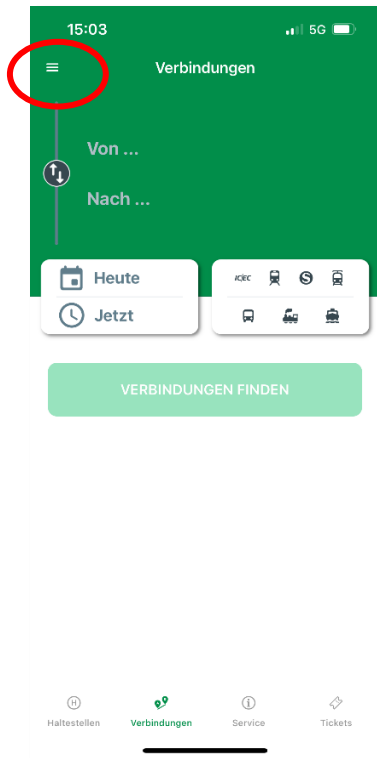 15:03
5G
Verbindungen
Von ...
Nach ...
Heute
IC|EC
S
Jetzt
VERBINDUNGEN FINDEN
H
Haltestellen
Verbindungen
Service
Tickets